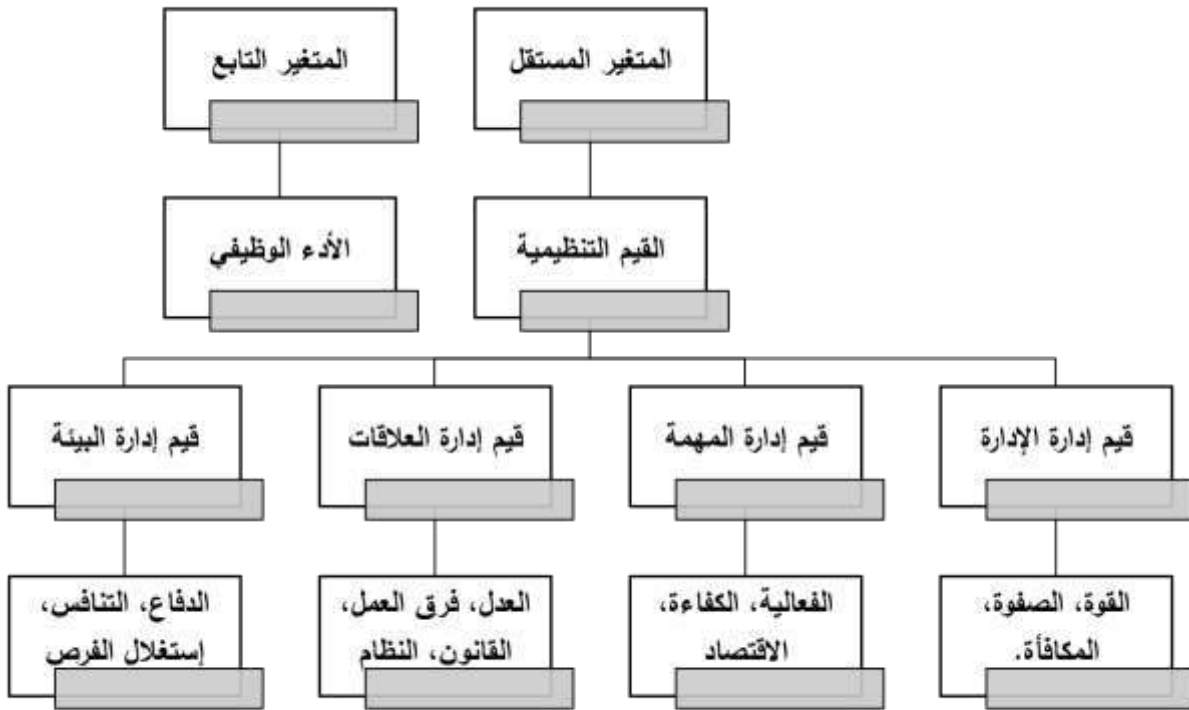 المتغير المستقل
المتغير التابع
القيم التنظيمية
الأدء الوظيفي
قيم إدارة الإدارة
قيم إدارة المهمة
قيم إدارة العلاقات
قيم إدارة البيئة
القوة، الصفوة،
المكافأة.
الفعالية، الكفاءة،
الاقتصاد
العدل، فرق العمل،
القانون، النظام
الدفاع، التنافس،
إستغلال الفرص